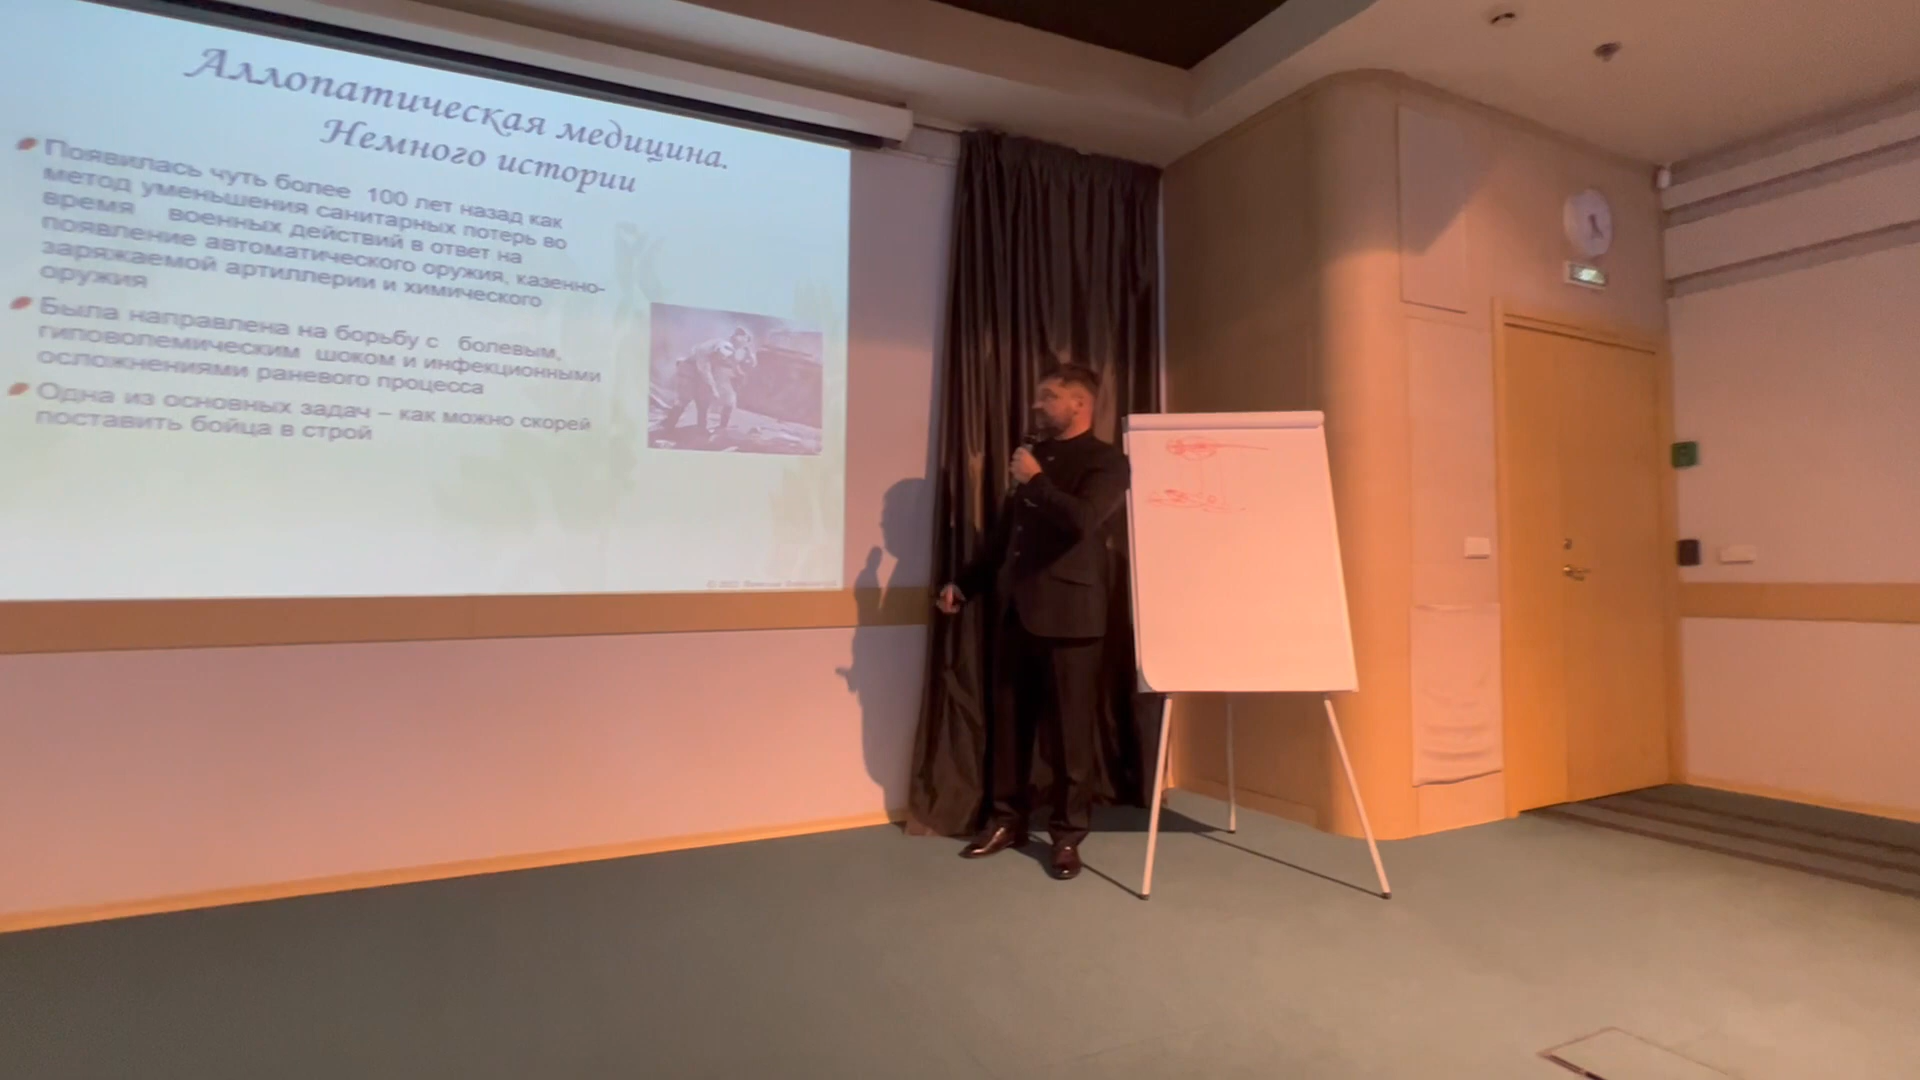 Аллопатическая медицина.
Немного истории
Появилась чуть более 100 лет назад как
метод уменьшения санитарных потерь во
время военных действий в ответ на
появление автоматического оружия, казенно-
заряжаемой артиллерии и химического
оружия
Была направлена на борьбу с болевым,
гиповолемическим шоком и инфекционными
осложнениями раневого процесса
Одна из основных задач – как можно скорей
поставить бойца в строй